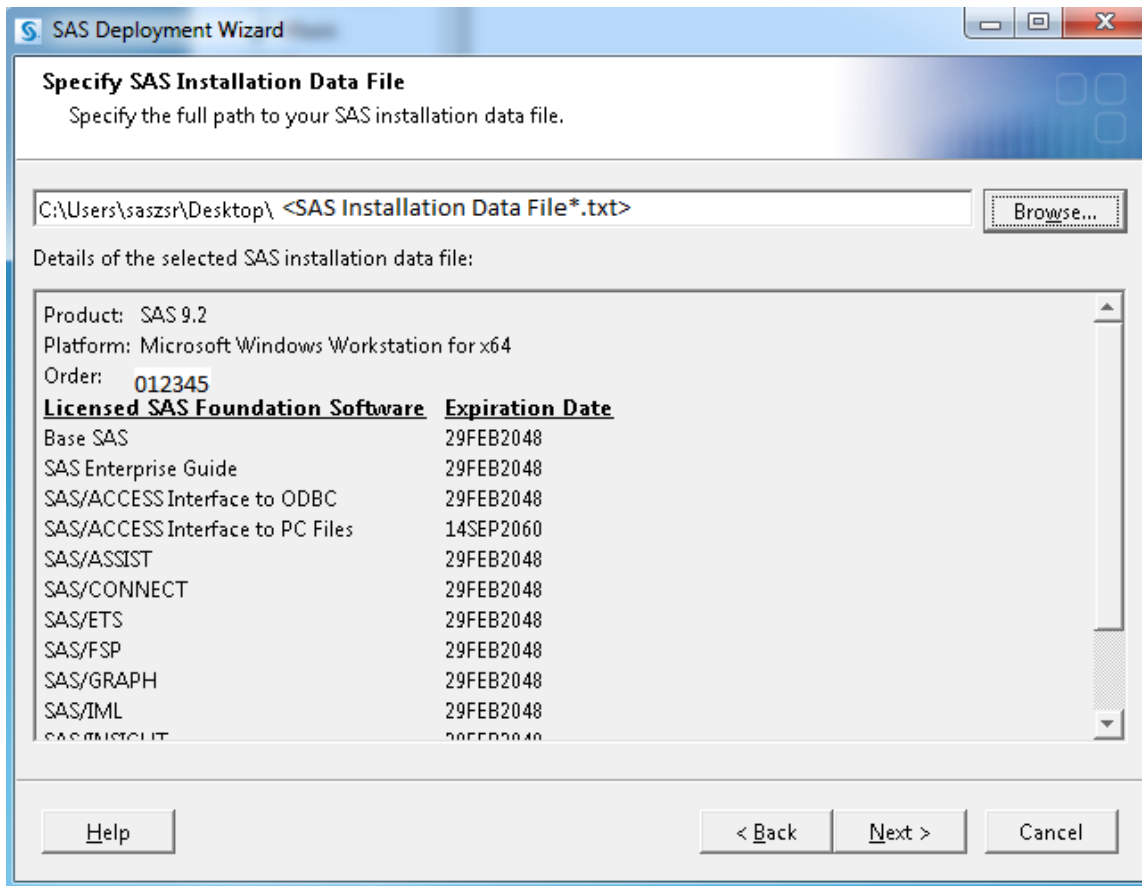 SAS Deployment Wizard
Specify SAS Installation Data File
Specify the full path to your SAS installation data file.
C:\Users\saszsr\Desktop\ <SAS Installation Data File*.txt>
Browse...
Details of the selected SAS installation data file:
Product: SAS 9.2
Platform: Microsoft Windows Workstation for x64
Order: 012345
Licensed SAS Foundation Software Expiration Date
Base SAS 29FEB2048
SAS Enterprise Guide 29FEB2048
SAS/ACCESS Interface to ODBC 29FEB2048
SAS/ACCESS Interface to PC Files 14SEP2060
SAS/ASSIST 29FEB2048
SAS/CONNECT 29FEB2048
SAS/ETS 29FEB2048
SAS/FSP 29FEB2048
SAS/GRAPH 29FEB2048
SAS/IML 29FEB2048
Help
< Back
Next >
Cancel